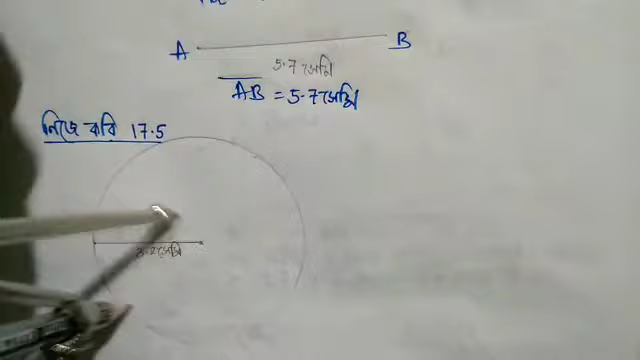 A B
5.7 সেমি
AB = 5.7 সেমি
নিজে করি 17.5
সেমি